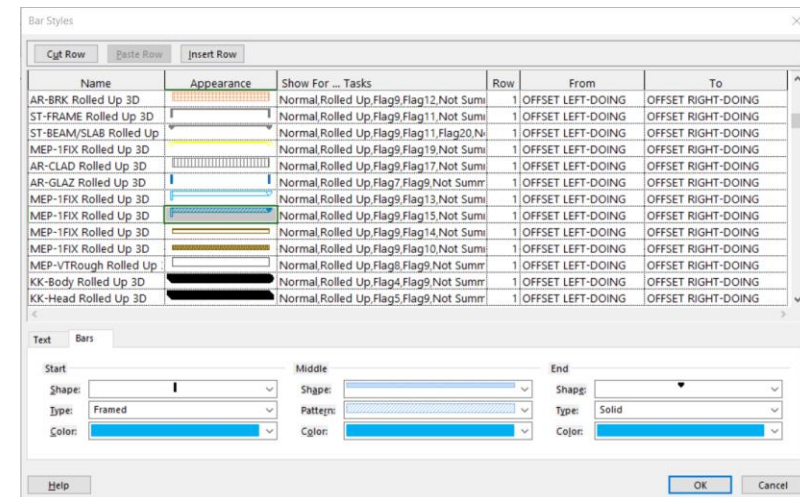 Bar Styles
Cut Row Paste Row Insert Row
Name Appearance Show For ... Tasks Row From To
AR-BRK Rolled Up 3D Normal,Rolled Up,Flag9,Flag12,Not Sum 1 OFFSET LEFT-DOING OFFSET RIGHT-DOING
ST-FRAME Rolled Up 3D Normal,Rolled Up,Flag9,Flag11,Not Sum 1 OFFSET LEFT-DOING OFFSET RIGHT-DOING
ST-BEAM/SLAB Rolled Up Normal,Rolled Up,Flag9,Flag11,Flag20,N 1 OFFSET LEFT-DOING OFFSET RIGHT-DOING
MEP-1FIX Rolled Up 3D Normal,Rolled Up,Flag9,Flag19,Not Sum 1 OFFSET LEFT-DOING OFFSET RIGHT-DOING
AR-CLAD Rolled Up 3D Normal,Rolled Up,Flag9,Flag17,Not Sum 1 OFFSET LEFT-DOING OFFSET RIGHT-DOING
AR-GLAZ Rolled Up 3D Normal,Rolled Up,Flag7,Flag9,Not Summ 1 OFFSET LEFT-DOING OFFSET RIGHT-DOING
MEP-1FIX Rolled Up 3D Normal,Rolled Up,Flag9,Flag13,Not Sum 1 OFFSET LEFT-DOING OFFSET RIGHT-DOING
MEP-1FIX Rolled Up 3D Normal,Rolled Up,Flag9,Flag15,Not Sum 1 OFFSET LEFT-DOING OFFSET RIGHT-DOING
MEP-1FIX Rolled Up 3D Normal,Rolled Up,Flag9,Flag14,Not Sum 1 OFFSET LEFT-DOING OFFSET RIGHT-DOING
MEP-1FIX Rolled Up 3D Normal,Rolled Up,Flag9,Flag10,Not Sum 1 OFFSET LEFT-DOING OFFSET RIGHT-DOING
MEP-VTRough Rolled Up Normal,Rolled Up,Flag8,Flag9,Not Summ 1 OFFSET LEFT-DOING OFFSET RIGHT-DOING
KK-Body Rolled Up 3D Normal,Rolled Up,Flag4,Flag9,Not Summ 1 OFFSET LEFT-DOING OFFSET RIGHT-DOING
KK-Head Rolled Up 3D Normal,Rolled Up,Flag5,Flag9,Not Summ 1 OFFSET LEFT-DOING OFFSET RIGHT-DOING
Text Bars
Start Middle End
Shape: Shape: Shape:
Type: Framed Pattern: Type: Solid
Color: Color: Color:
Help OK Cancel